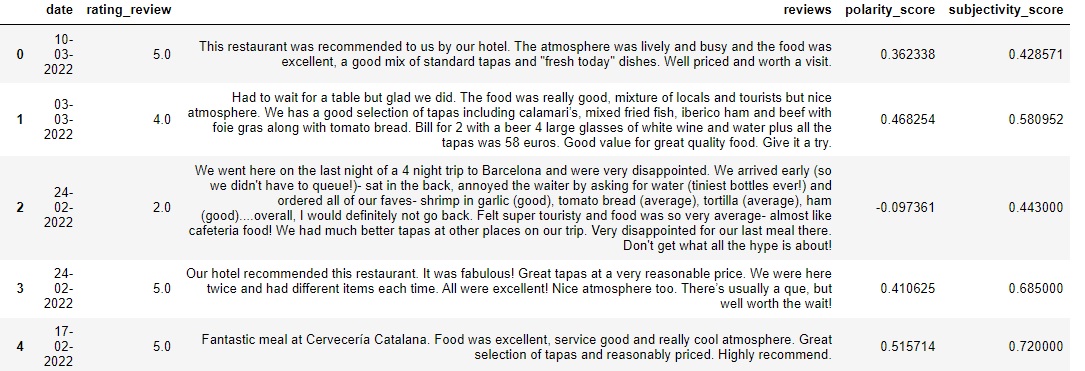 date rating_review reviews polarity_score subjectivity_score
0 10-03-2022 5.0 This restaurant was recommended to us by our hotel. The atmosphere was lively and busy and the food was
excellent, a good mix of standard tapas and "fresh today" dishes. Well priced and worth a visit. 0.362338 0.428571
1 03-03-2022 4.0 Had to wait for a table but glad we did. The food was really good, mixture of locals and tourists but nice
atmosphere. We has a good selection of tapas including calamari's, mixed fried fish, iberico ham and beef with
foie gras along with tomato bread. Bill for 2 with a beer 4 large glasses of white wine and water plus all the
tapas was 58 euros. Good value for great quality food. Give it a try. 0.468254 0.580952
2 24-02-2022 2.0 We went here on the last night of a 4 night trip to Barcelona and were very disappointed. We arrived early (so
we didn't have to queue!)- sat in the back, annoyed the waiter by asking for water (tiniest bottles ever!) and
ordered all of our faves- shrimp in garlic (good), tomato bread (average), tortilla (average), ham
(good)....overall, I would definitely not go back. Felt super touristy and food was so very average- almost like
cafeteria food! We had much better tapas at other places on our trip. Very disappointed for our last meal there.
Don't get what all the hype is about! -0.097361 0.443000
3 24-02-2022 5.0 Our hotel recommended this restaurant. It was fabulous! Great tapas at a very reasonable price. We were here
twice and had different items each time. All were excellent! Nice atmosphere too. There's usually a que, but
well worth the wait! 0.410625 0.685000
4 17-02-2022 5.0 Fantastic meal at Cervecería Catalana. Food was excellent, service good and really cool atmosphere. Great
selection of tapas and reasonably priced. Highly recommend. 0.515714 0.720000